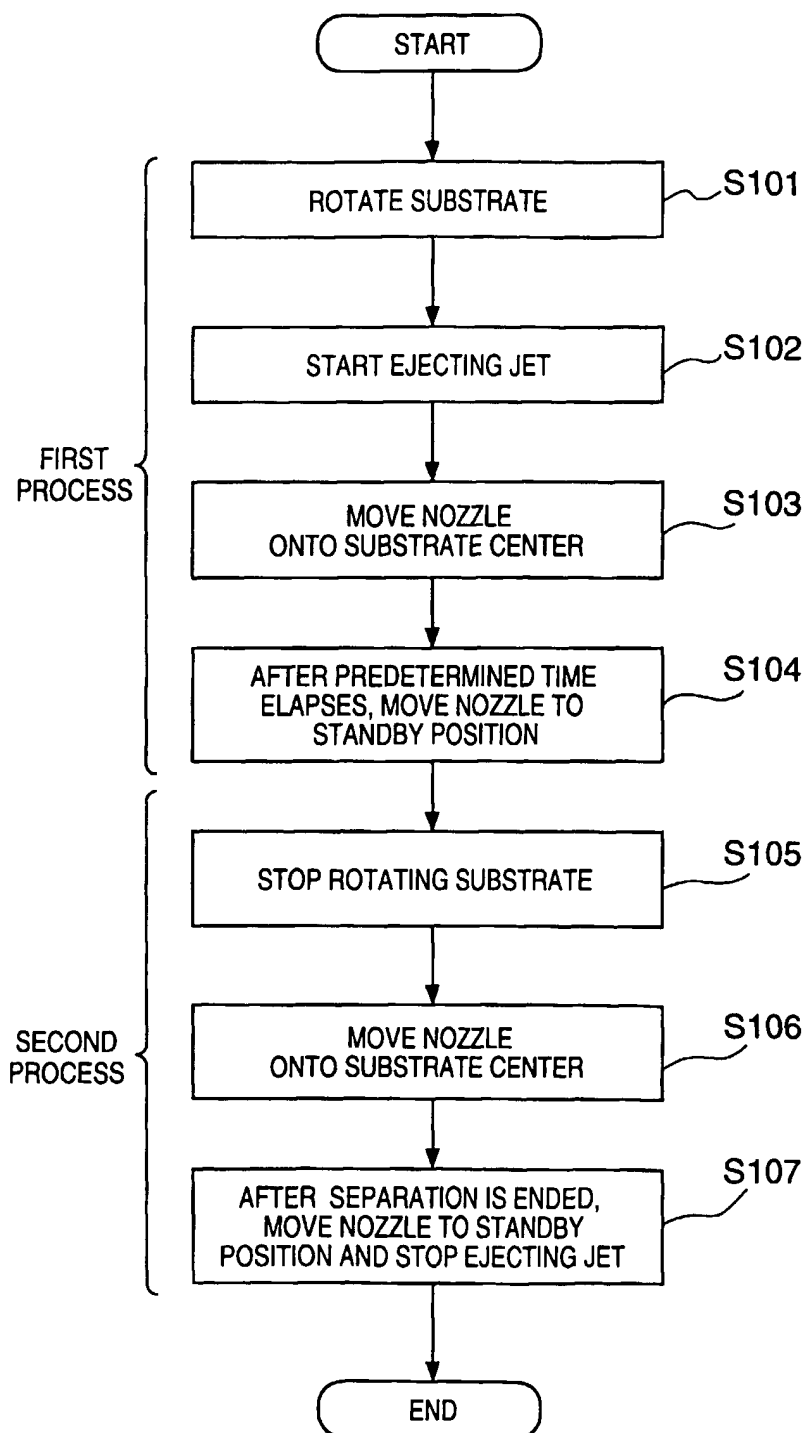 START
FIRST
PROCESS
ROTATE SUBSTRATE
S101
START EJECTING JET
S102
MOVE NOZZLE
ONTO SUBSTRATE CENTER
S103
AFTER PREDETERMINED TIME
ELAPSES, MOVE NOZZLE TO
STANDBY POSITION
S104
SECOND
PROCESS
STOP ROTATING SUBSTRATE
S105
MOVE NOZZLE
ONTO SUBSTRATE CENTER
S106
AFTER SEPARATION IS ENDED,
MOVE NOZZLE TO STANDBY
POSITION AND STOP EJECTING JET
S107
END